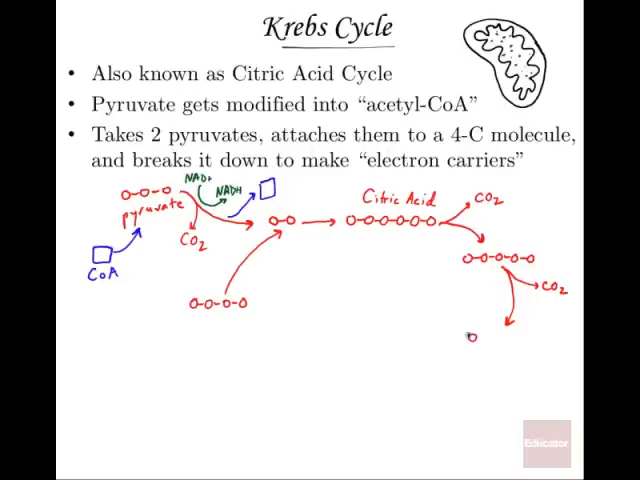 Krebs Cycle
• Also known as Citric Acid Cycle
• Pyruvate gets modified into “acetyl-CoA”
• Takes 2 pyruvates, attaches them to a 4-C molecule,
and breaks it down to make “electron carriers”
NAD+
NADH
pyruvate
Citric Acid
CO2
CO2
CoA
CO2
Educator